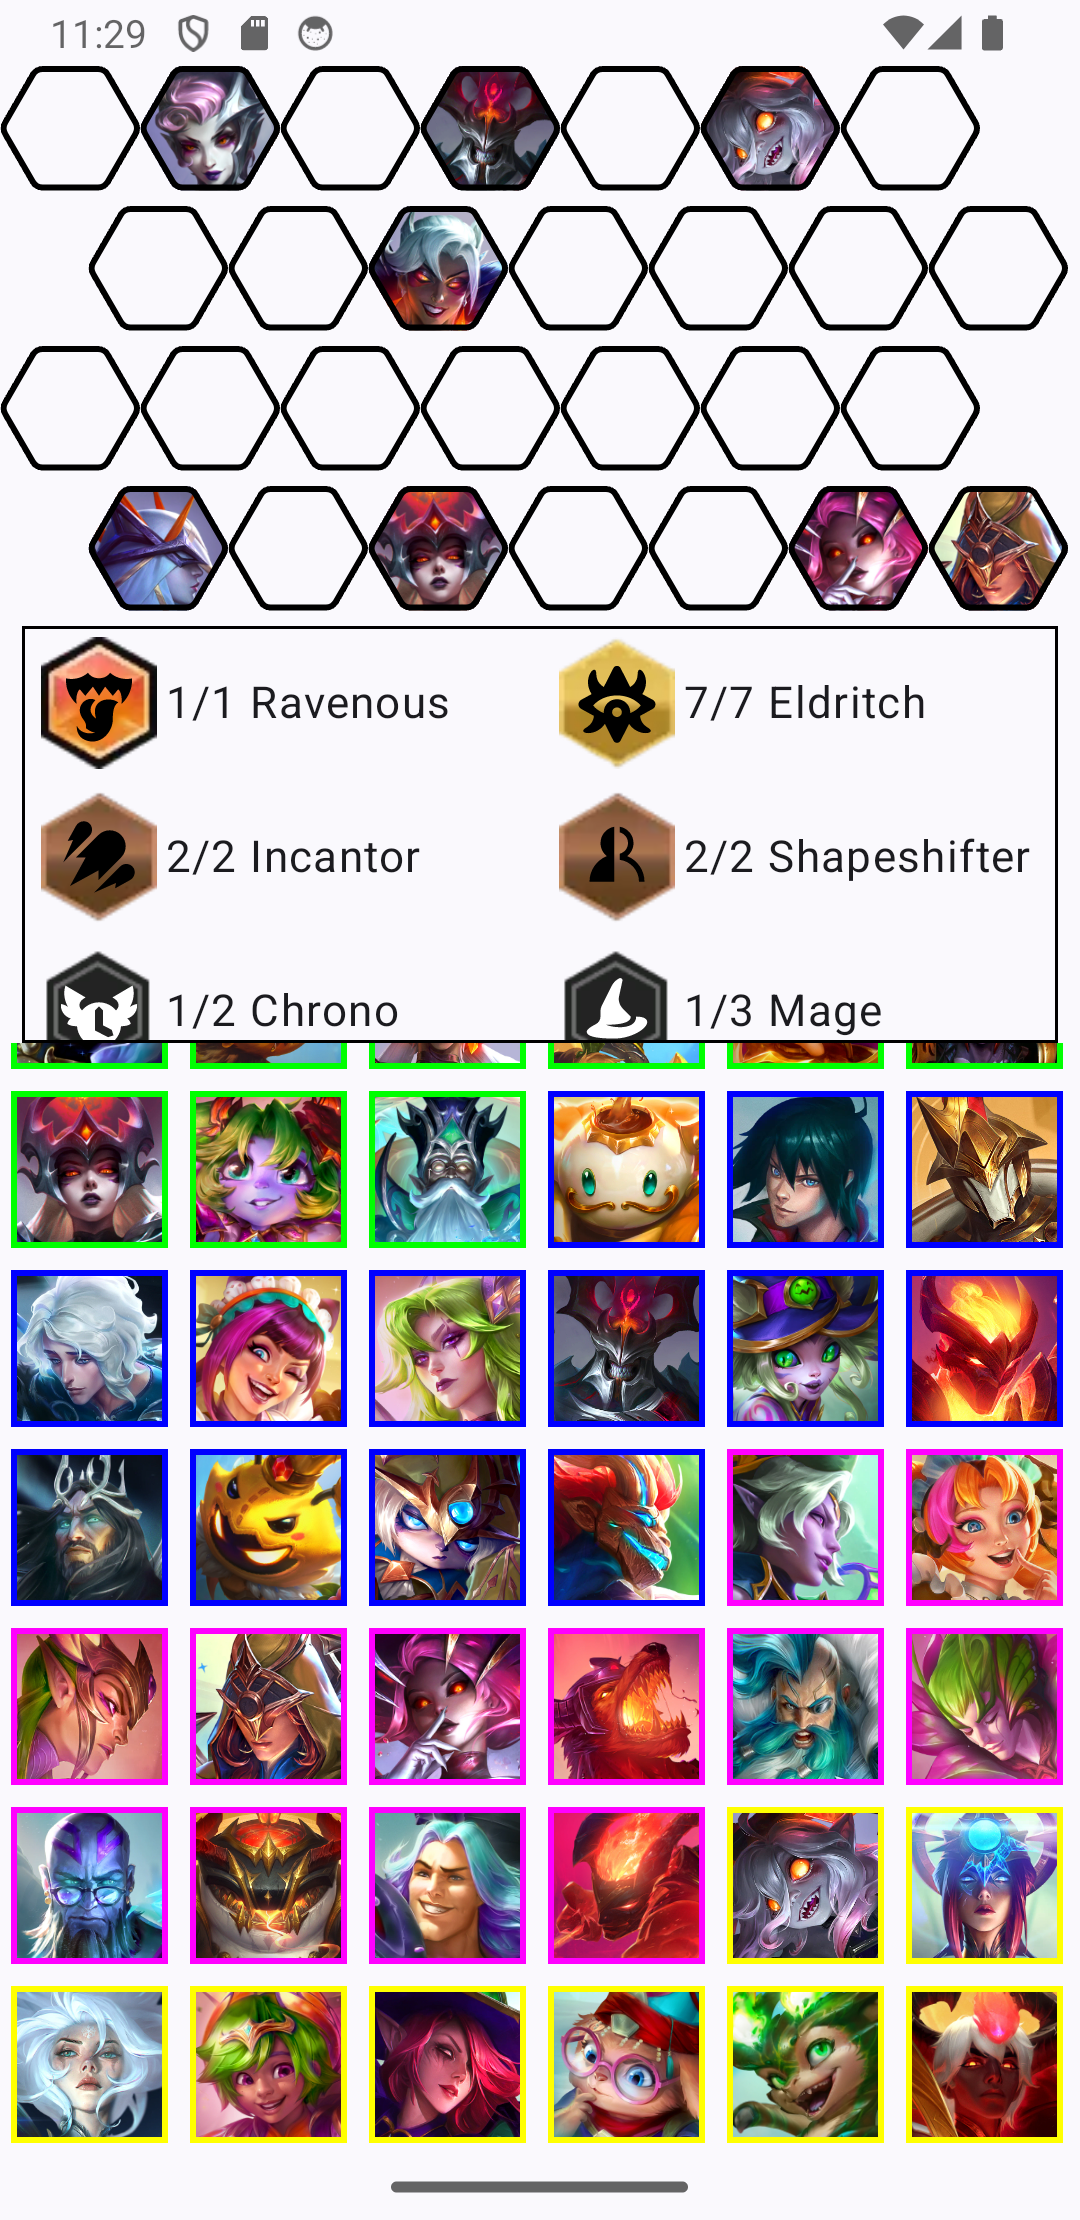 11:29
1/1 Ravenous
7/7 Eldritch
2/2 Incantor
2/2 Shapeshifter
1/2 Chrono
1/3 Mage